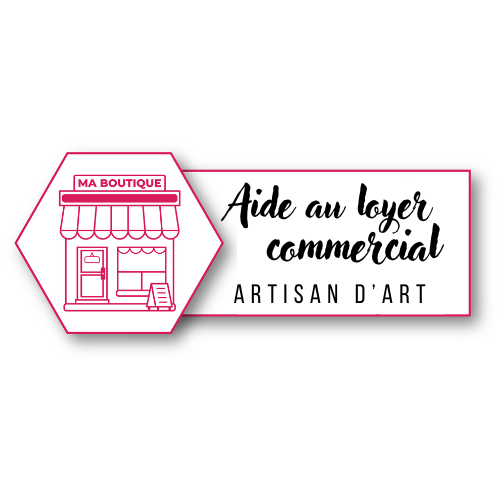 MA BOUTIQUE
Aide au loyer
commercial
ARTISAN D'ART